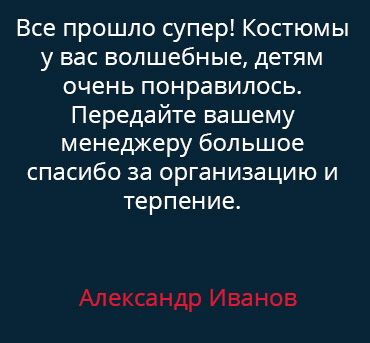 Все прошло супер! Костюмы
у вас волшебные, детям
очень понравилось.
Передайте вашему
менеджеру большое
спасибо за организацию и
терпение.
Александр Иванов